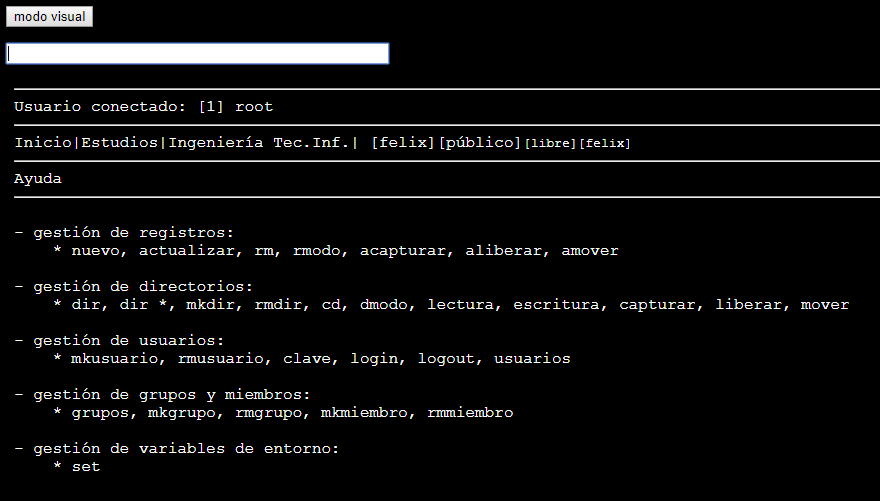 modo visual
Usuario conectado: [1] root
Inicio|Estudios|Ingeniería Tec.Inf.| [felix][público][libre][felix]
Ayuda
- gestión de registros:
* nuevo, actualizar, rm, rmodo, acapturar, aliberar, amover
- gestión de directorios:
* dir, dir *, mkdir, rmdir, cd, dmodo, lectura, escritura, capturar, liberar, mover
- gestión de usuarios:
* mkusuario, rmusuario, clave, login, logout, usuarios
- gestión de grupos y miembros:
* grupos, mkgrupo, rmgrupo, mkmiembro, rmmiembro
- gestión de variables de entorno:
* set